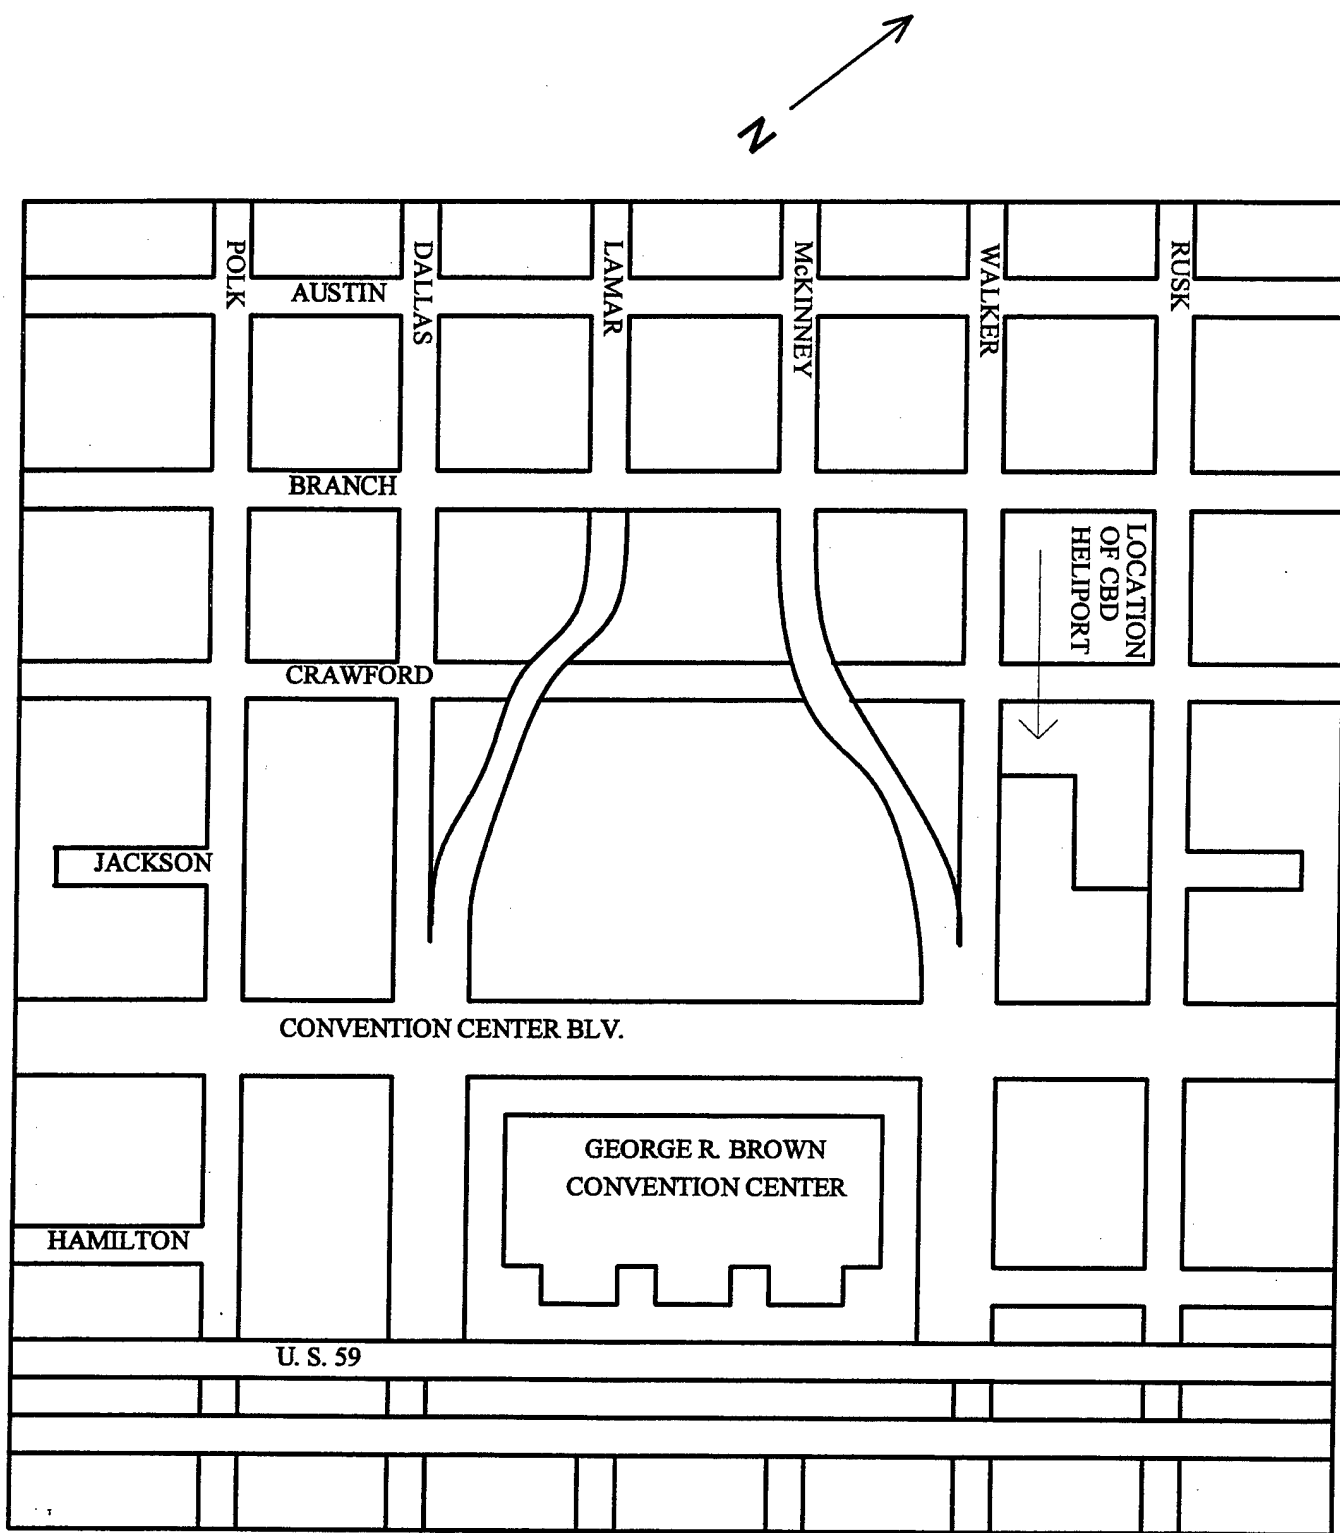 N
POLK
DALLAS
LAMAR
McKINNEY
WALKER
RUSK
AUSTIN
BRANCH
LOCATION
OF CBD
HELIPORT
CRAWFORD
JACKSON
CONVENTION CENTER BLV.
GEORGE R. BROWN
CONVENTION CENTER
HAMILTON
U. S. 59